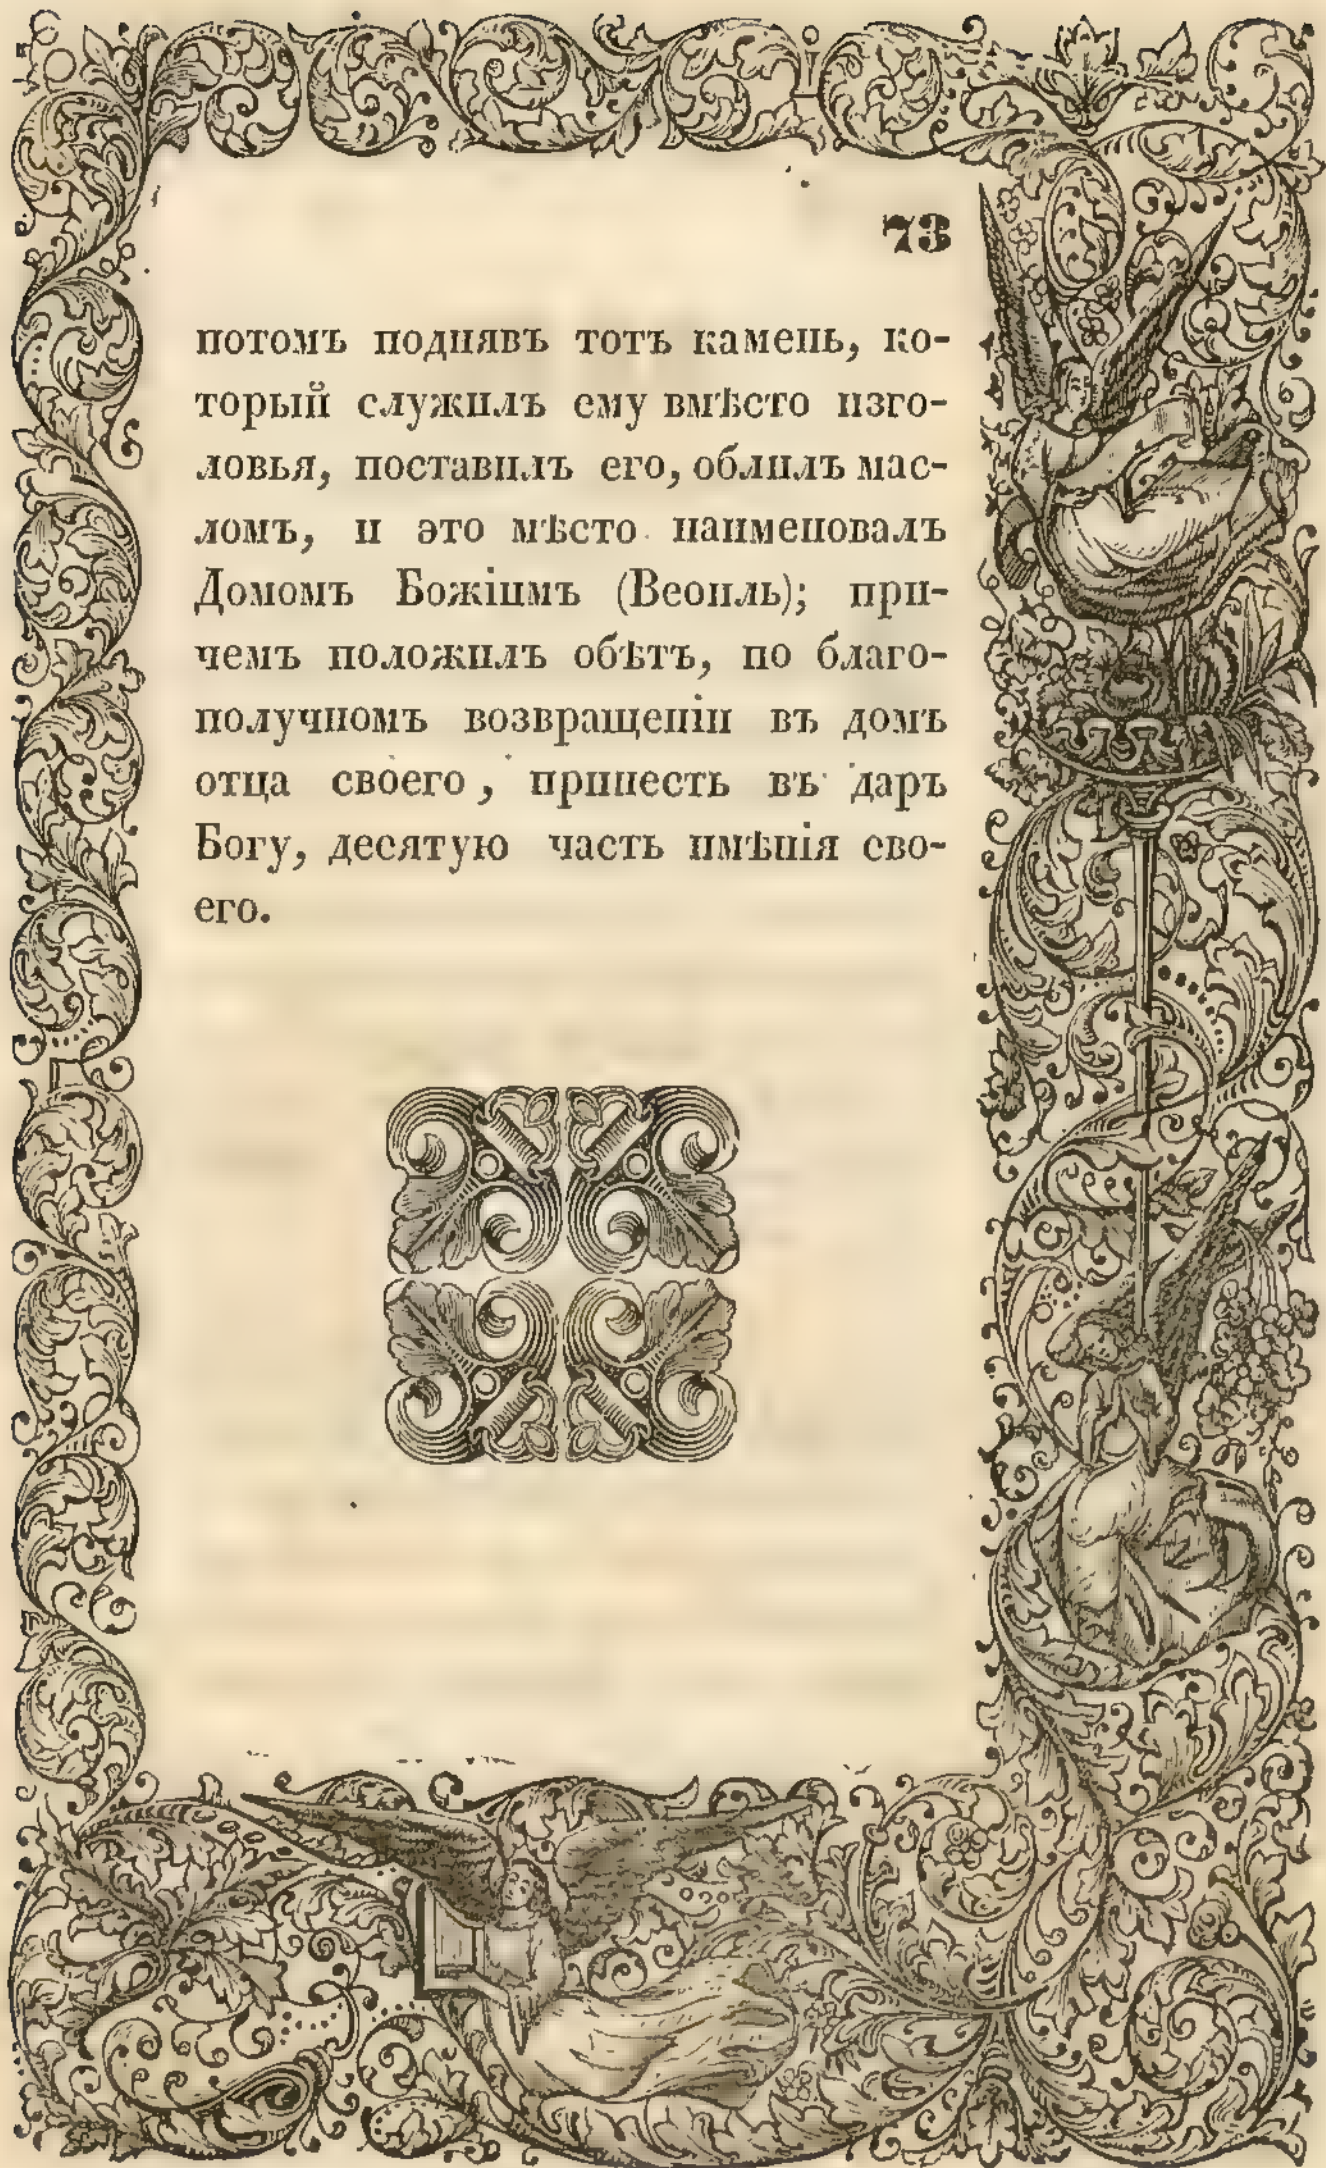 73
потомъ поднявъ тотъ камень, ко-
торый служилъ ему вмѣсто изго-
ловья, поставилъ его, облилъ мас-
ломъ, и это мѣсто наименовалъ
Домомъ Божіимъ (Веоиль); при-
чемъ положилъ обѣтъ, по благо-
получномъ возвращеніи въ домъ
отца своего, принесть въ даръ
Богу, десятую часть имѣнія сво-
его.